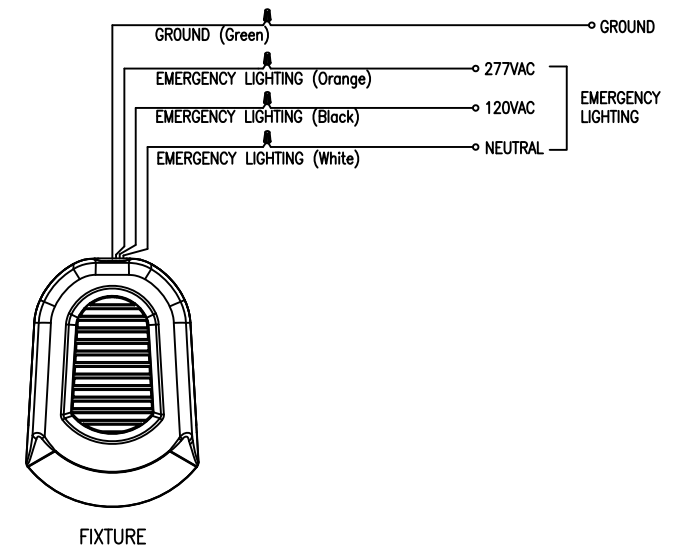 GROUND (Green)
GROUND
EMERGENCY LIGHTING (Orange)
277VAC
EMERGENCY LIGHTING (Black)
120VAC
EMERGENCY
LIGHTING
EMERGENCY LIGHTING (White)
NEUTRAL
FIXTURE